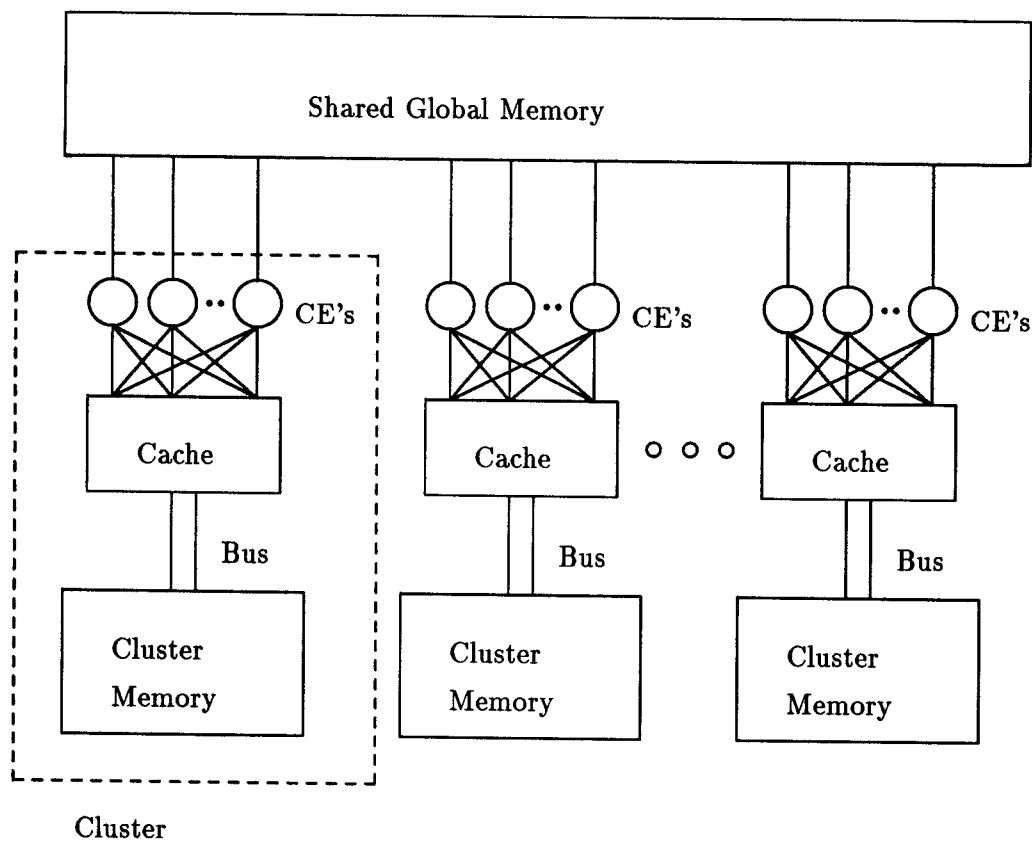 Shared Global Memory
CE's
CE's
CE's
Cache
Cache
Cache
Bus
Bus
Bus
Cluster
Memory
Cluster
Memory
Cluster
Memory
Cluster